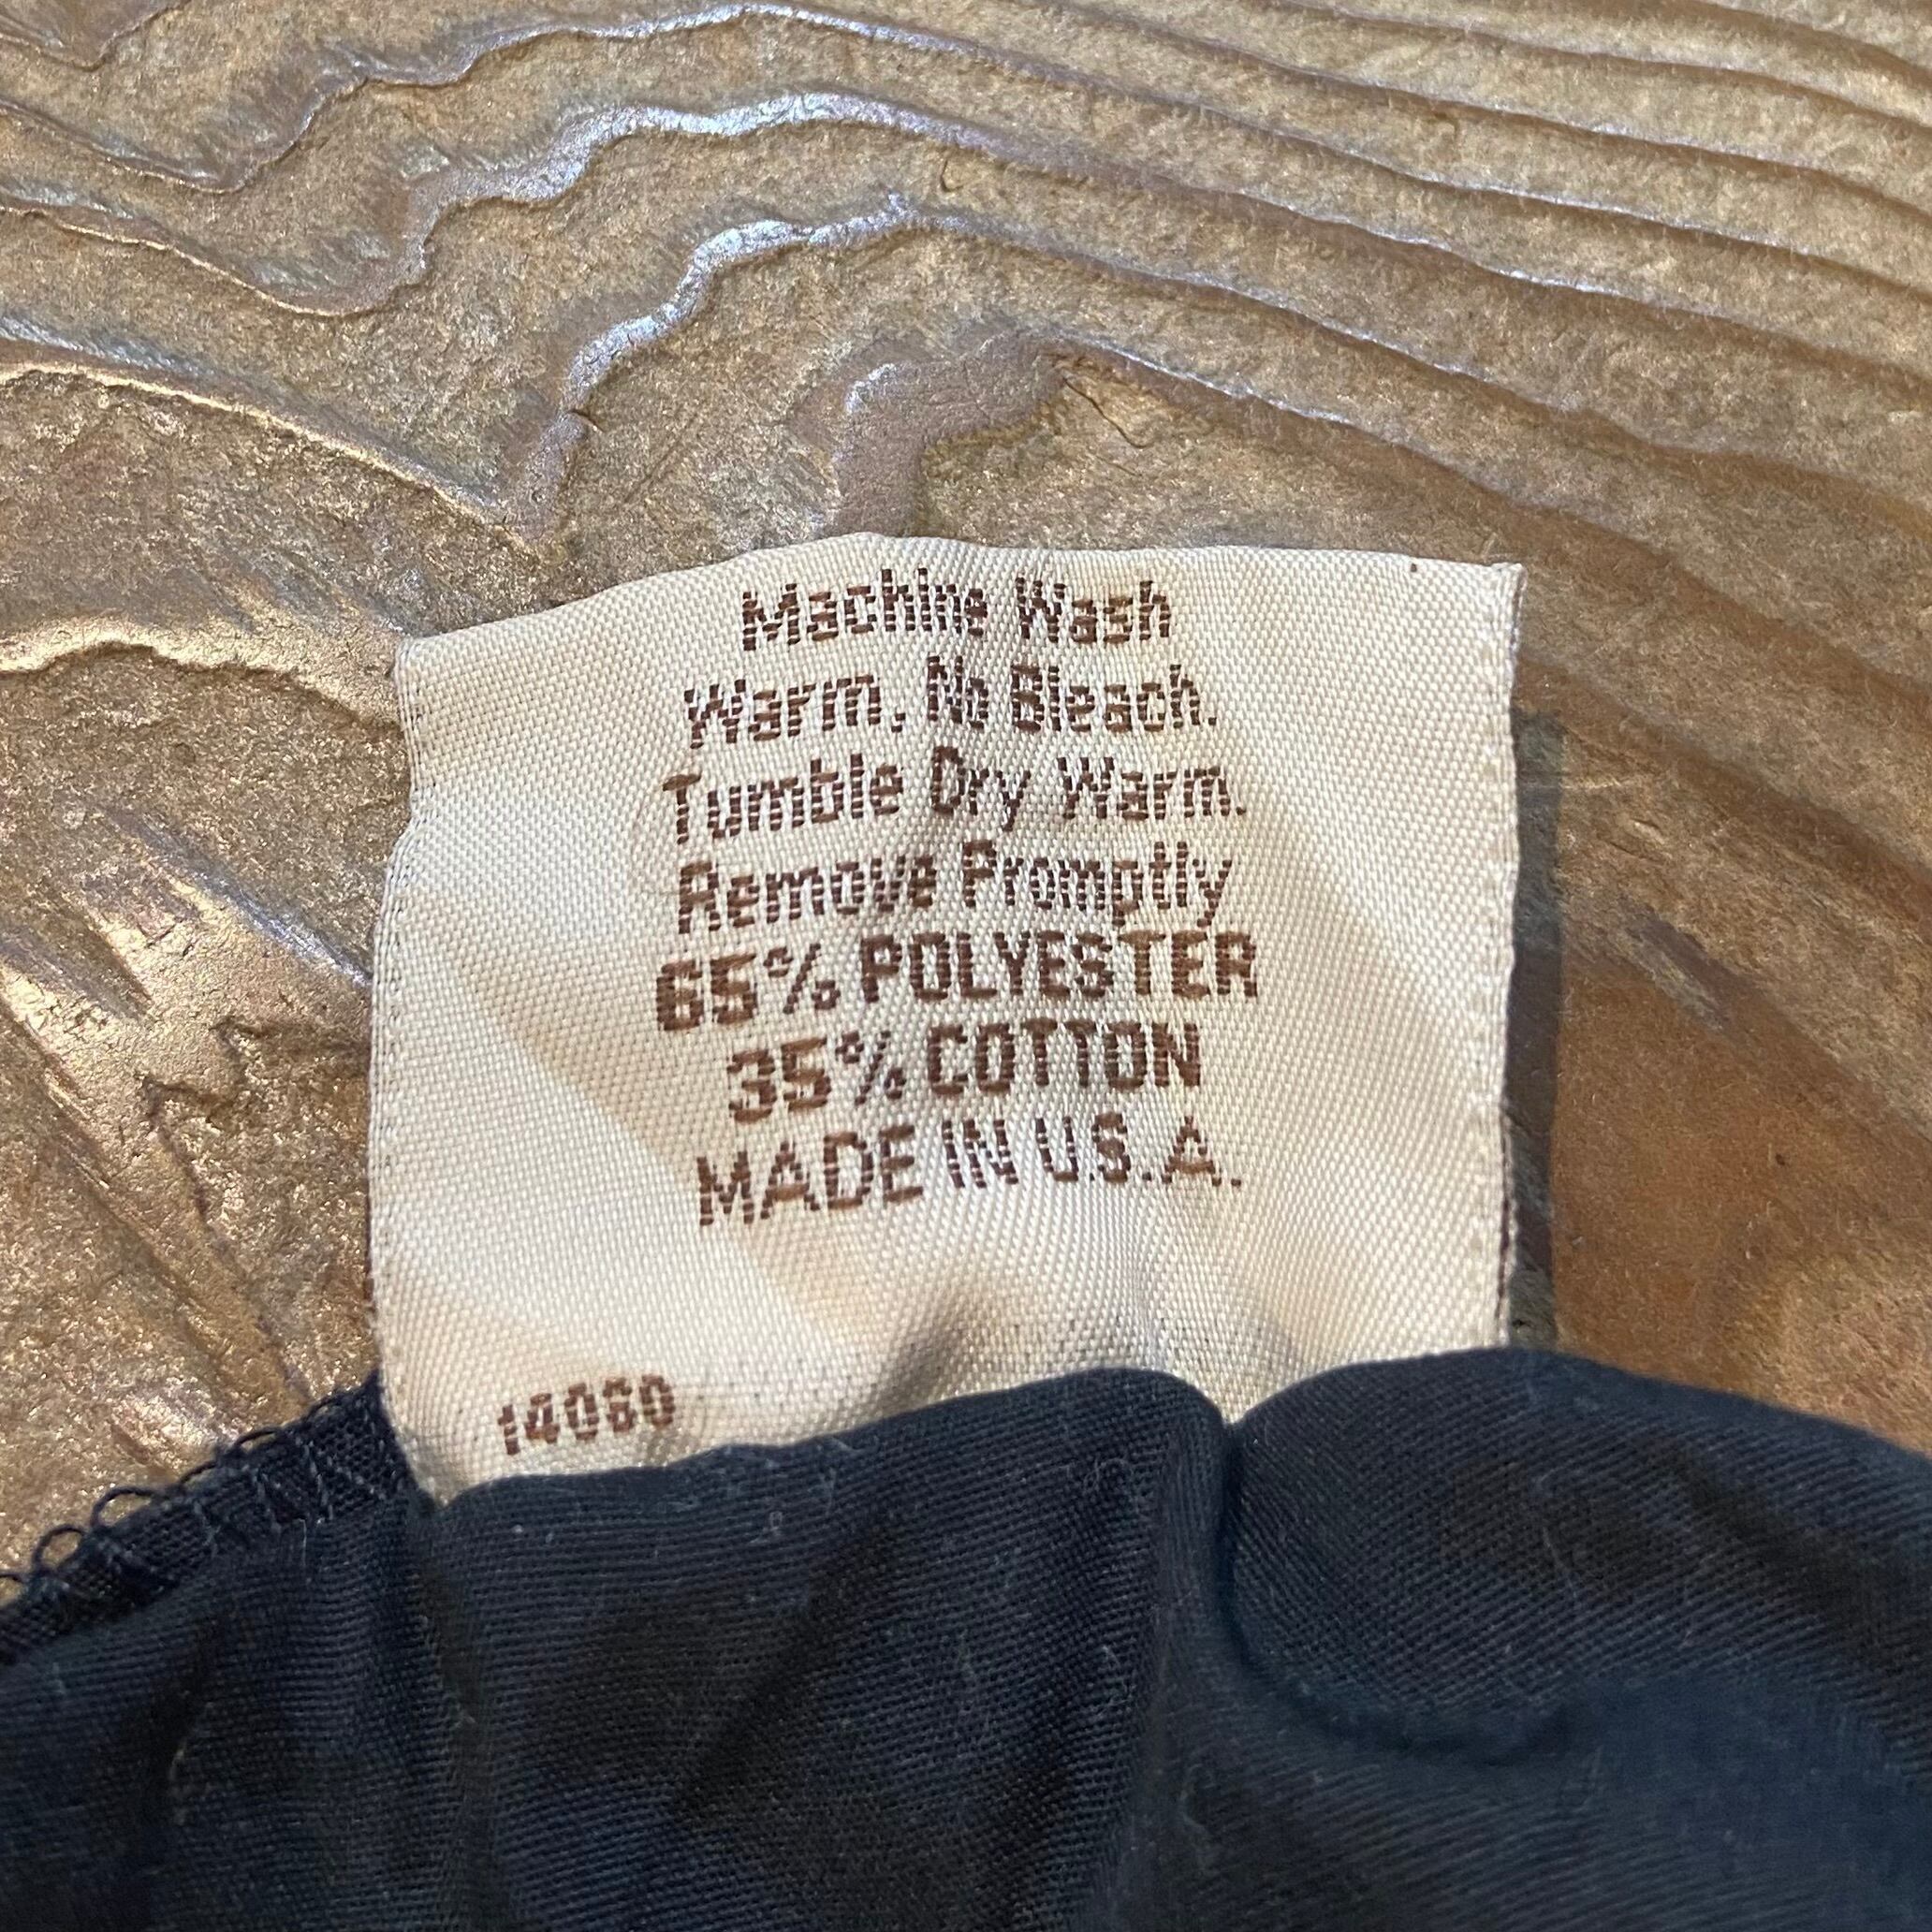 Machine Wash
Warm, No Bleach.
Tumble Dry Warm.
Remove Promptly
65% POLYESTER
35% COTTON
MADE IN U.S.A.
14060